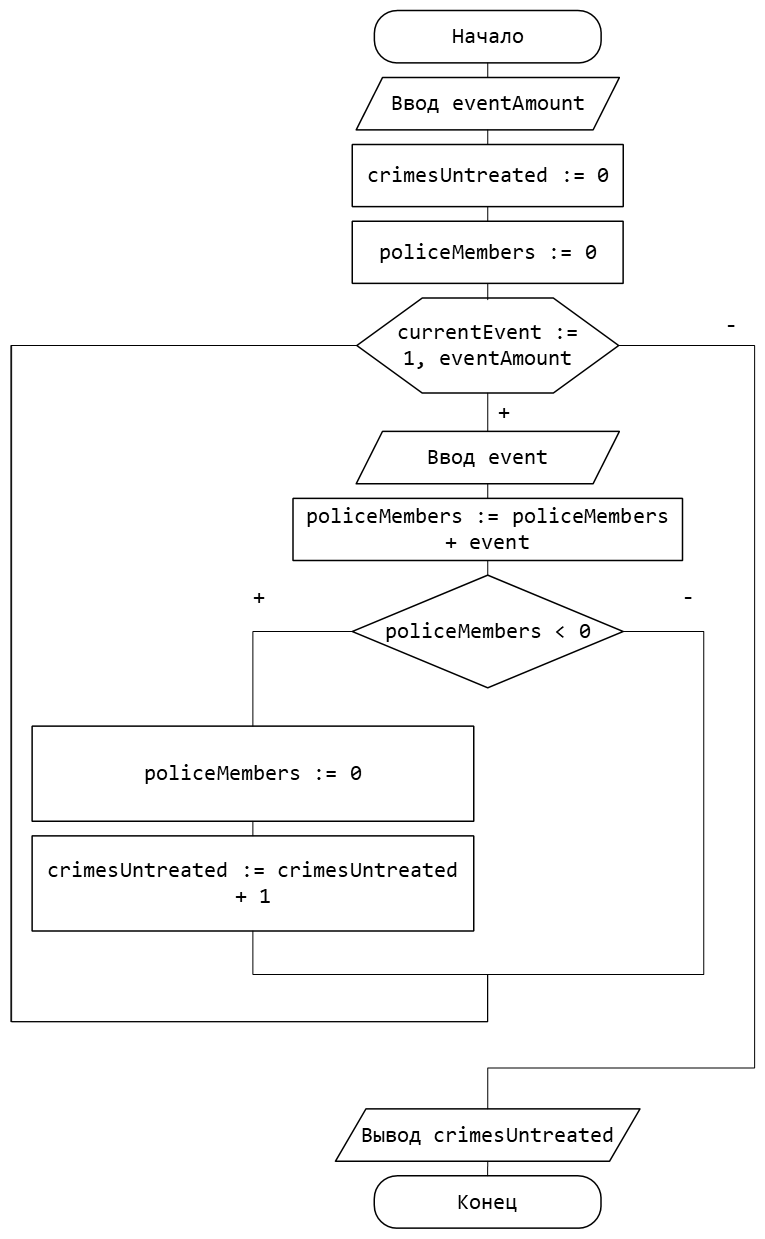 Начало
Ввод eventAmount
crimesUntreated := 0
policeMembers := 0
currentEvent :=
1, eventAmount
-
+
Ввод event
policeMembers := policeMembers
+ event
+
-
policeMembers < 0
policeMembers := 0
crimesUntreated := crimesUntreated
+ 1
Вывод crimesUntreated
Конец